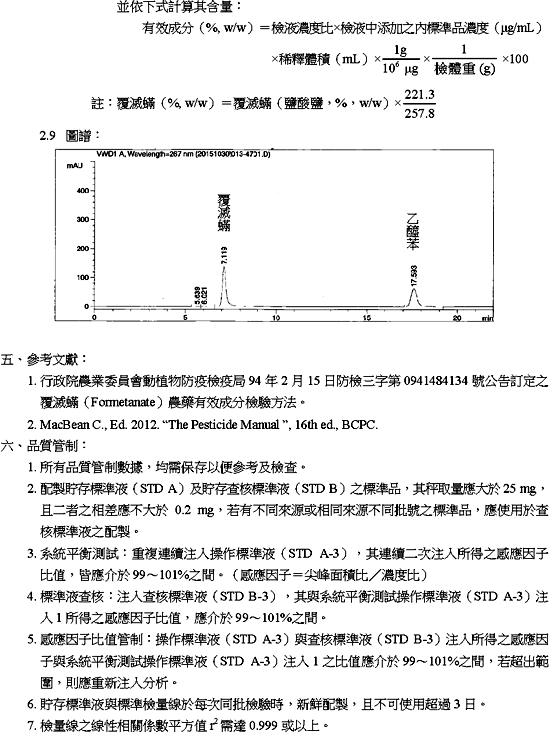 並依下式計算其含量：
有效成分（%, w/w）＝檢液濃度比×檢液中添加之內標準品濃度（μg/mL）
×稀釋體積（mL）× 1g / 10⁶ μg × 1 / 檢體重 (g) ×100
註：覆滅蟎（%, w/w）＝覆滅蟎（鹽酸鹽，%，w/w）× 221.3 / 257.8
2.9 圖譜：
VWD1 A, Wavelength=267 nm (20151030\013-4701.D)
mAU
400
300
200
100
0
5.639
6.021
覆滅蟎
7.119
乙醯苯
17.593
0 5 10 15 20 min
五、參考文獻：
1. 行政院農業委員會動植物防疫檢疫局 94 年 2 月 15 日防檢三字第 0941484134 號公告訂定之
覆滅蟎（Formetanate）農藥有效成分檢驗方法。
2. MacBean C., Ed. 2012. “The Pesticide Manual ”, 16th ed., BCPC.
六、品質管制：
1. 所有品質管制數據，均需保存以便參考及檢查。
2. 配製貯存標準液（STD A）及貯存查核標準液（STD B）之標準品，其秤取量應大於 25 mg，
且二者之相差應不大於 0.2 mg，若有不同來源或相同來源不同批號之標準品，應使用於查
核標準液之配製。
3. 系統平衡測試：重複連續注入操作標準液（STD A-3），其連續二次注入所得之感應因子
比值，皆應介於 99～101%之間。（感應因子＝尖峰面積比／濃度比）
4. 標準液查核：注入查核標準液（STD B-3），其與系統平衡測試操作標準液（STD A-3）注
入 1 所得之感應因子比值，應介於 99～101%之間。
5. 感應因子比值管制：操作標準液（STD A-3）與查核標準液（STD B-3）注入所得之感應因
子與系統平衡測試操作標準液（STD A-3）注入 1 之比值應介於 99～101%之間，若超出範
圍，則應重新注入分析。
6. 貯存標準液與標準檢量線於每次同批檢驗時，新鮮配製，且不可使用超過 3 日。
7. 檢量線之線性相關係數平方值 r² 需達 0.999 或以上。